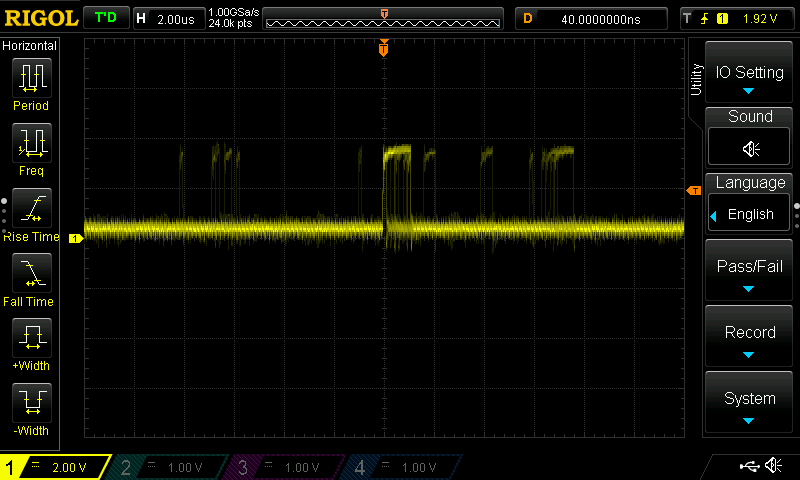 RIGOL T'D H 2.00us 1.00GSa/s 24.0k pts T D 40.0000000ns T 1 1.92 V
Horizontal
Period
Freq
Rise Time
Fall Time
+Width
-Width
T
1
T
Utility
IO Setting
Sound
Language
English
Pass/Fail
Record
System
1 2.00 V 2 1.00 V 3 1.00 V 4 1.00 V